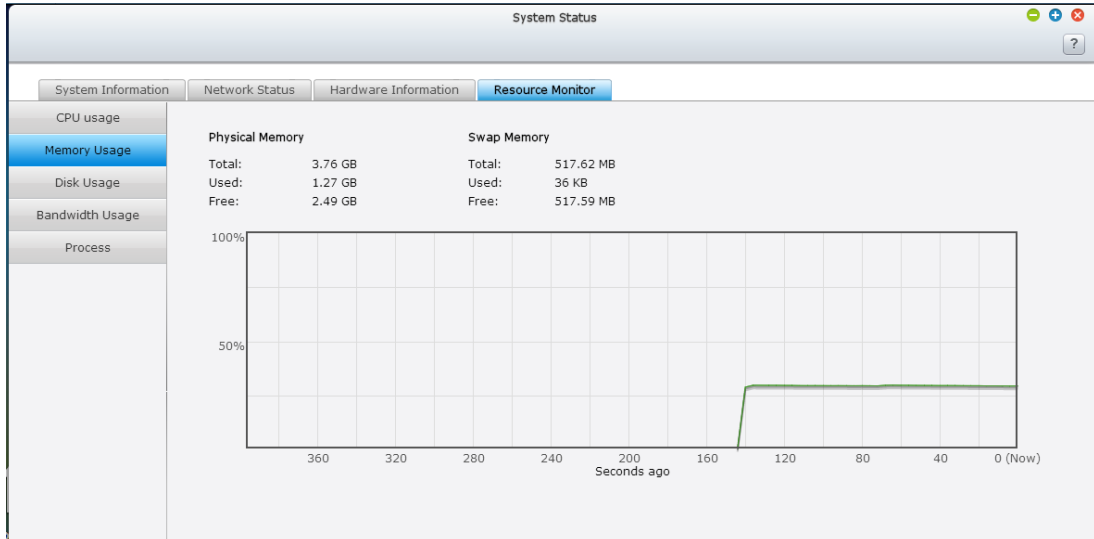 System Status
?
System Information Network Status Hardware Information Resource Monitor
CPU usage
Memory Usage
Disk Usage
Bandwidth Usage
Process
Physical Memory Swap Memory
Total: 3.76 GB Total: 517.62 MB
Used: 1.27 GB Used: 36 KB
Free: 2.49 GB Free: 517.59 MB
100%
50%
360 320 280 240 200 160 120 80 40 0 (Now)
Seconds ago